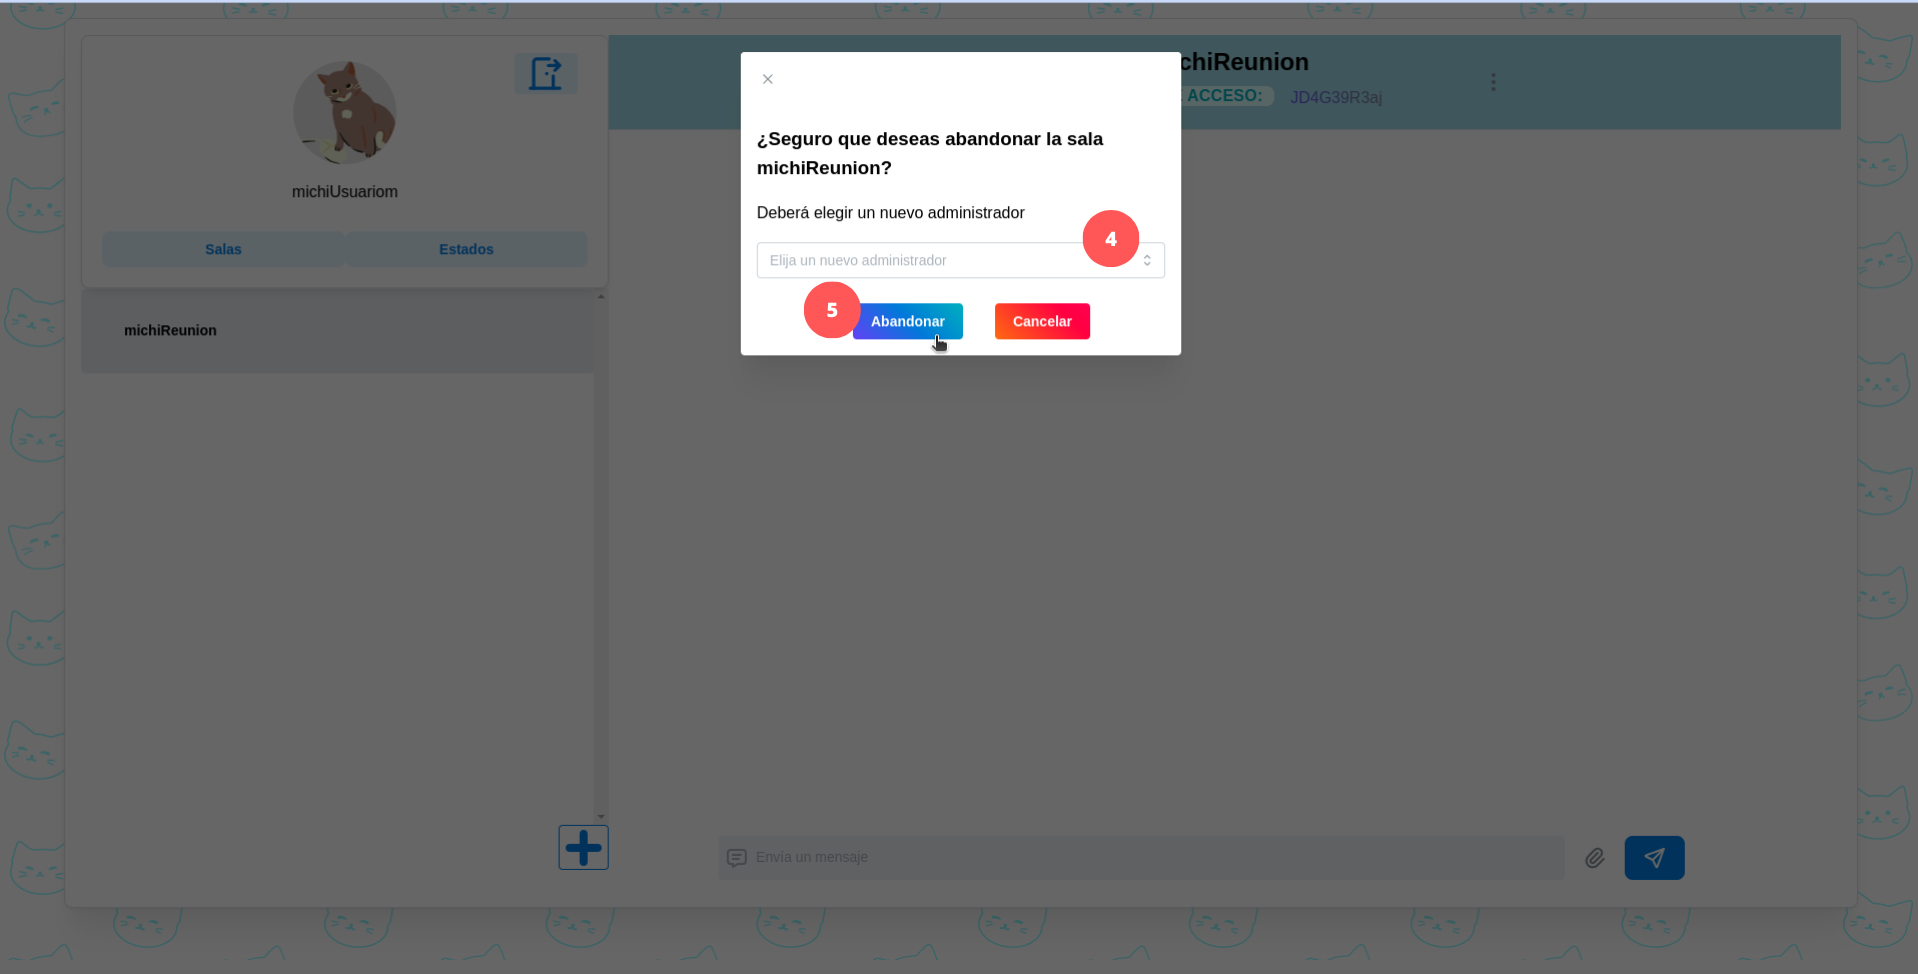 michiUsuariom
Salas
Estados
michiReunion
chiReunion
ACCESO:
JD4G39R3aj
¿Seguro que deseas abandonar la sala
michiReunion?
Deberá elegir un nuevo administrador
4
Elija un nuevo administrador
5
Abandonar
Cancelar
Envia un mensaje